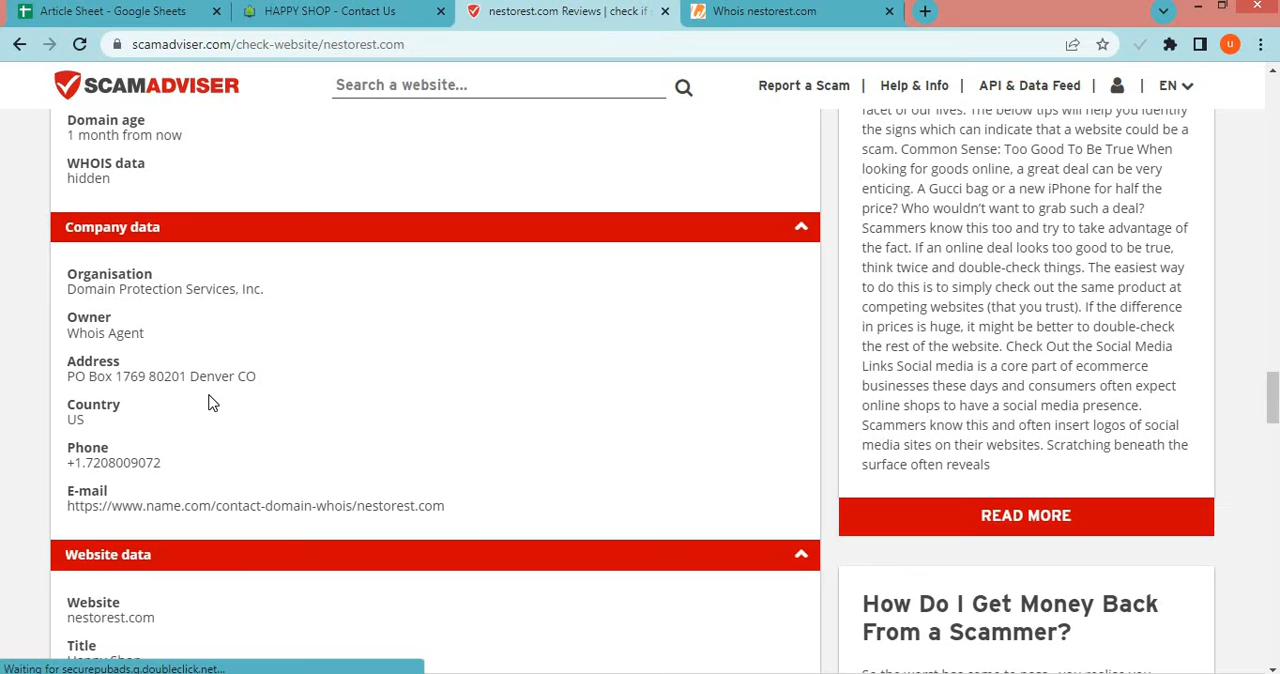 Article Sheet - Google Sheets
HAPPY SHOP - Contact Us
nestorest.com Reviews | check if
Whois nestorest.com
scamadviser.com/check-website/nestorest.com
u
SCAMADVISER
Search a website...
Report a Scam | Help & Info | API & Data Feed | | EN
Domain age
1 month from now
WHOIS data
hidden
Company data
Organisation
Domain Protection Services, Inc.
Owner
Whois Agent
Address
PO Box 1769 80201 Denver CO
Country
US
Phone
+1.7208009072
E-mail
https://www.name.com/contact-domain-whois/nestorest.com
Website data
Website
nestorest.com
Title
Happy Shop
Waiting for securepubads.g.doubleclick.net...
facet of our lives. The below tips will help you identify
the signs which can indicate that a website could be a
scam. Common Sense: Too Good To Be True When
looking for goods online, a great deal can be very
enticing. A Gucci bag or a new iPhone for half the
price? Who wouldn't want to grab such a deal?
Scammers know this too and try to take advantage of
the fact. If an online deal looks too good to be true,
think twice and double-check things. The easiest way
to do this is to simply check out the same product at
competing websites (that you trust). If the difference
in prices is huge, it might be better to double-check
the rest of the website. Check Out the Social Media
Links Social media is a core part of ecommerce
businesses these days and consumers often expect
online shops to have a social media presence.
Scammers know this and often insert logos of social
media sites on their websites. Scratching beneath the
surface often reveals
READ MORE
How Do I Get Money Back
From a Scammer?
So the worst has come to pass - you realise you